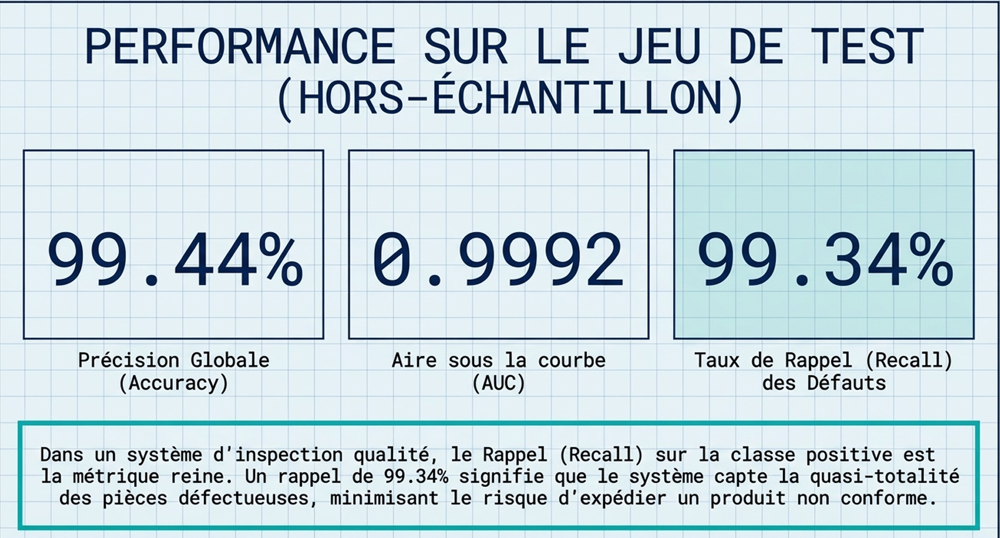 PERFORMANCE SUR LE JEU DE TEST
(HORS-ÉCHANTILLON)
99.44%
Précision Globale
(Accuracy)
0.9992
Aire sous la courbe
(AUC)
99.34%
Taux de Rappel (Recall)
des Défauts
Dans un système d'inspection qualité, le Rappel (Recall) sur la classe positive est
la métrique reine. Un rappel de 99.34% signifie que le système capte la quasi-totalité
des pièces défectueuses, minimisant le risque d'expédier un produit non conforme.